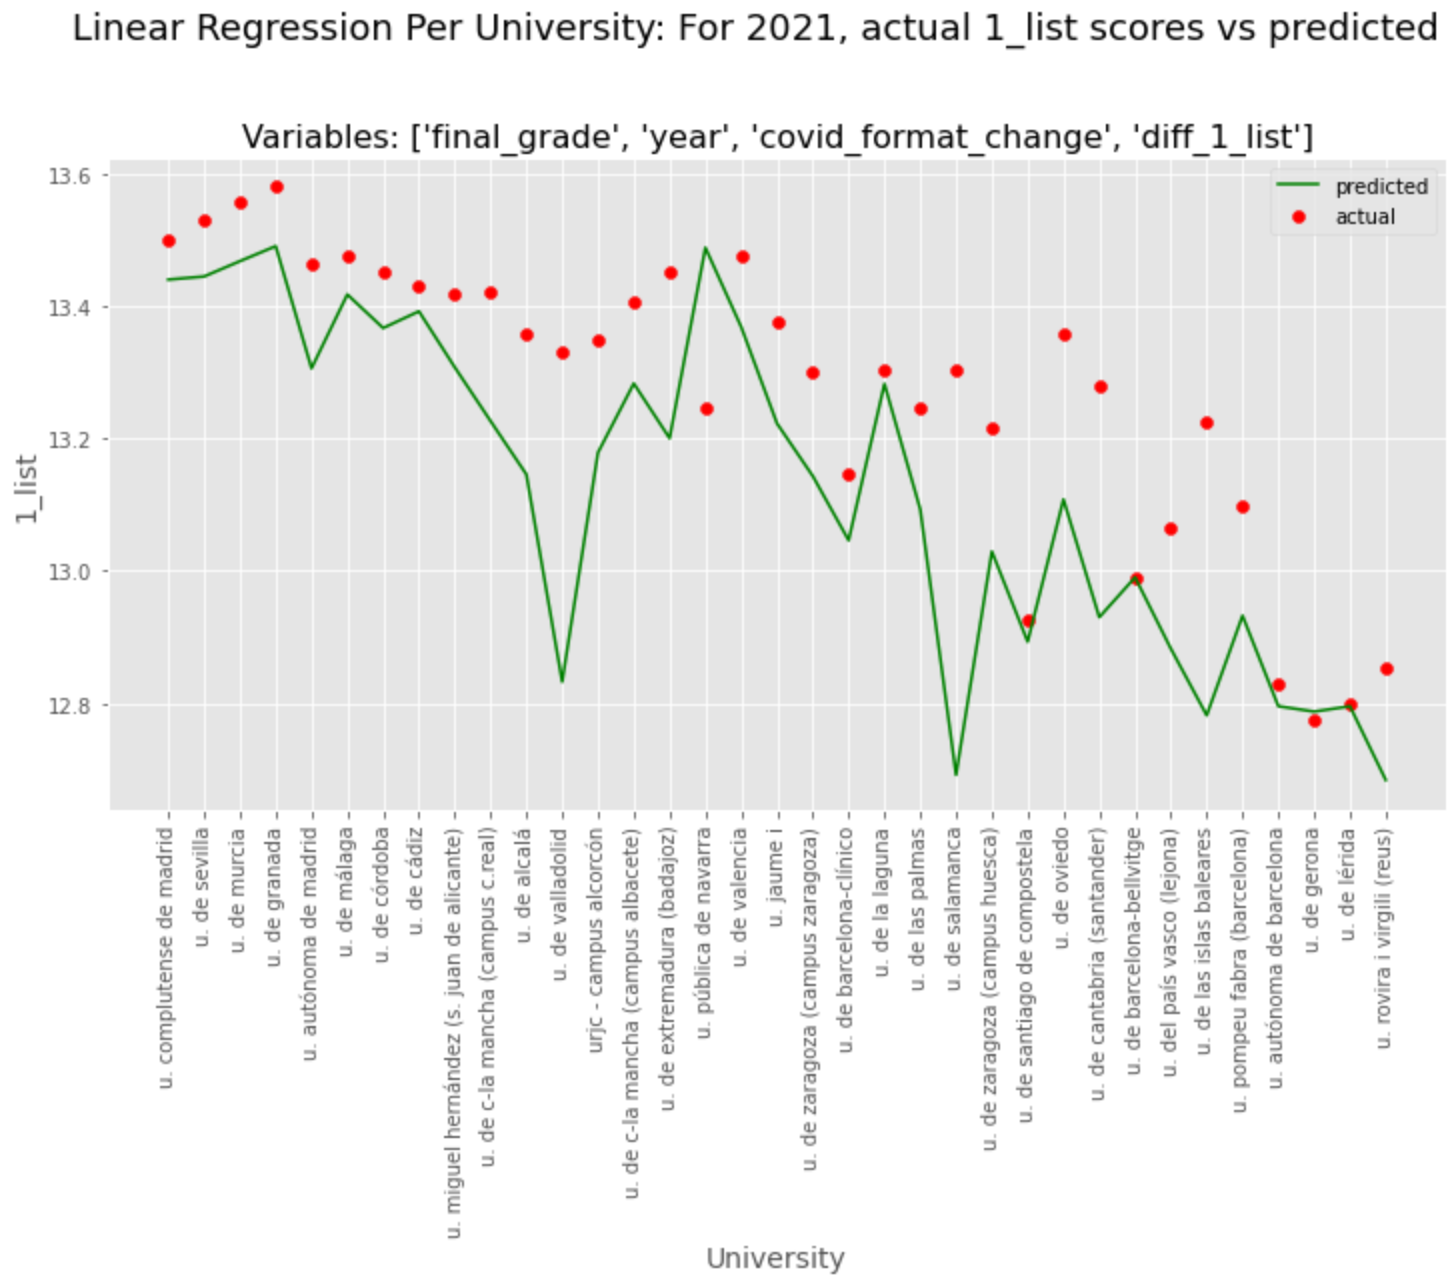 Linear Regression Per University: For 2021, actual 1_list scores vs predicted
Variables: ['final_grade', 'year', 'covid_format_change', 'diff_1_list']
predicted
actual
1_list
13.6
13.4
13.2
13.0
12.8
u. complutense de madrid
u. de sevilla
u. de murcia
u. de granada
u. autónoma de madrid
u. de málaga
u. de córdoba
u. de cádiz
u. miguel hernández (s. juan de alicante)
u. de c-la mancha (campus c.real)
u. de alcalá
u. de valladolid
urjc - campus alcorcón
u. de c-la mancha (campus albacete)
u. de extremadura (badajoz)
u. pública de navarra
u. de valencia
u. jaume i
u. de zaragoza (campus zaragoza)
u. de barcelona-clínico
u. de la laguna
u. de las palmas
u. de salamanca
u. de zaragoza (campus huesca)
u. de santiago de compostela
u. de oviedo
u. de cantabria (santander)
u. de barcelona-bellvitge
u. del país vasco (lejona)
u. de las islas baleares
u. pompeu fabra (barcelona)
u. autónoma de barcelona
u. de gerona
u. de lérida
u. rovira i virgili (reus)
University